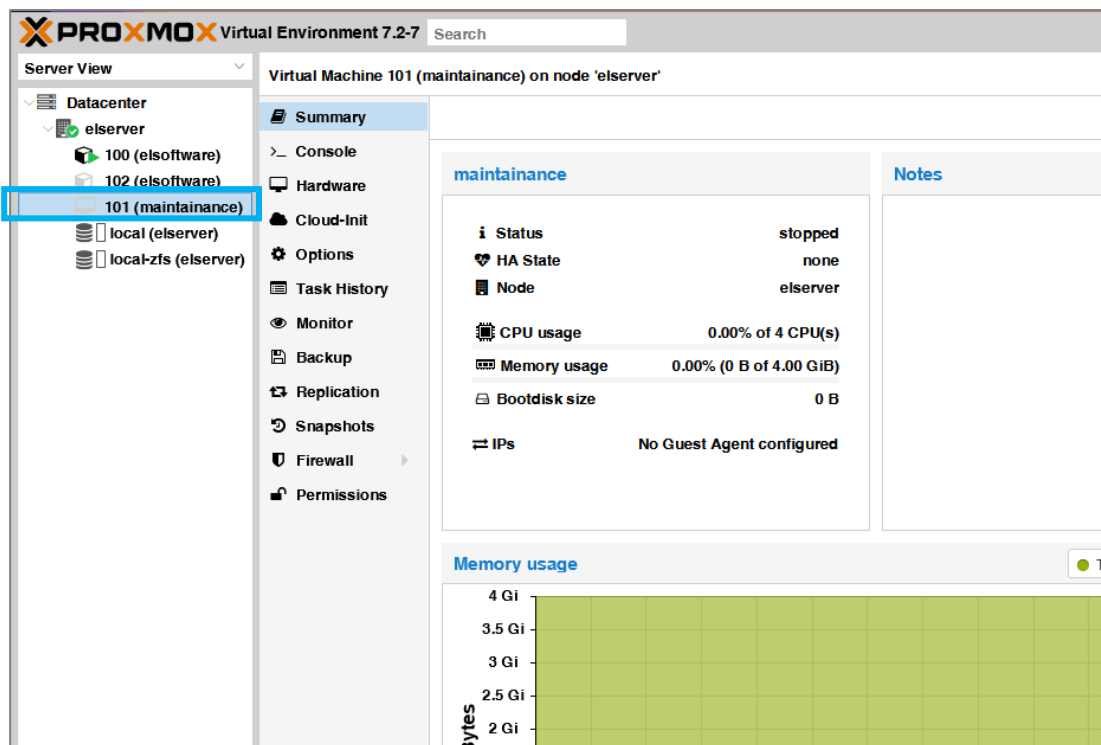 PROXMOX Virtual Environment 7.2-7 Search
Server View
Virtual Machine 101 (maintainance) on node 'elserver'
Datacenter
elserver
100 (elsoftware)
102 (elsoftware)
101 (maintainance)
local (elserver)
local-zfs (elserver)
Summary
Console
Hardware
Cloud-Init
Options
Task History
Monitor
Backup
Replication
Snapshots
Firewall
Permissions
maintainance
Status stopped
HA State none
Node elserver
CPU usage 0.00% of 4 CPU(s)
Memory usage 0.00% (0 B of 4.00 GiB)
Bootdisk size 0 B
IPs No Guest Agent configured
Notes
Memory usage
4 Gi
3.5 Gi
3 Gi
2.5 Gi
2 Gi
Bytes